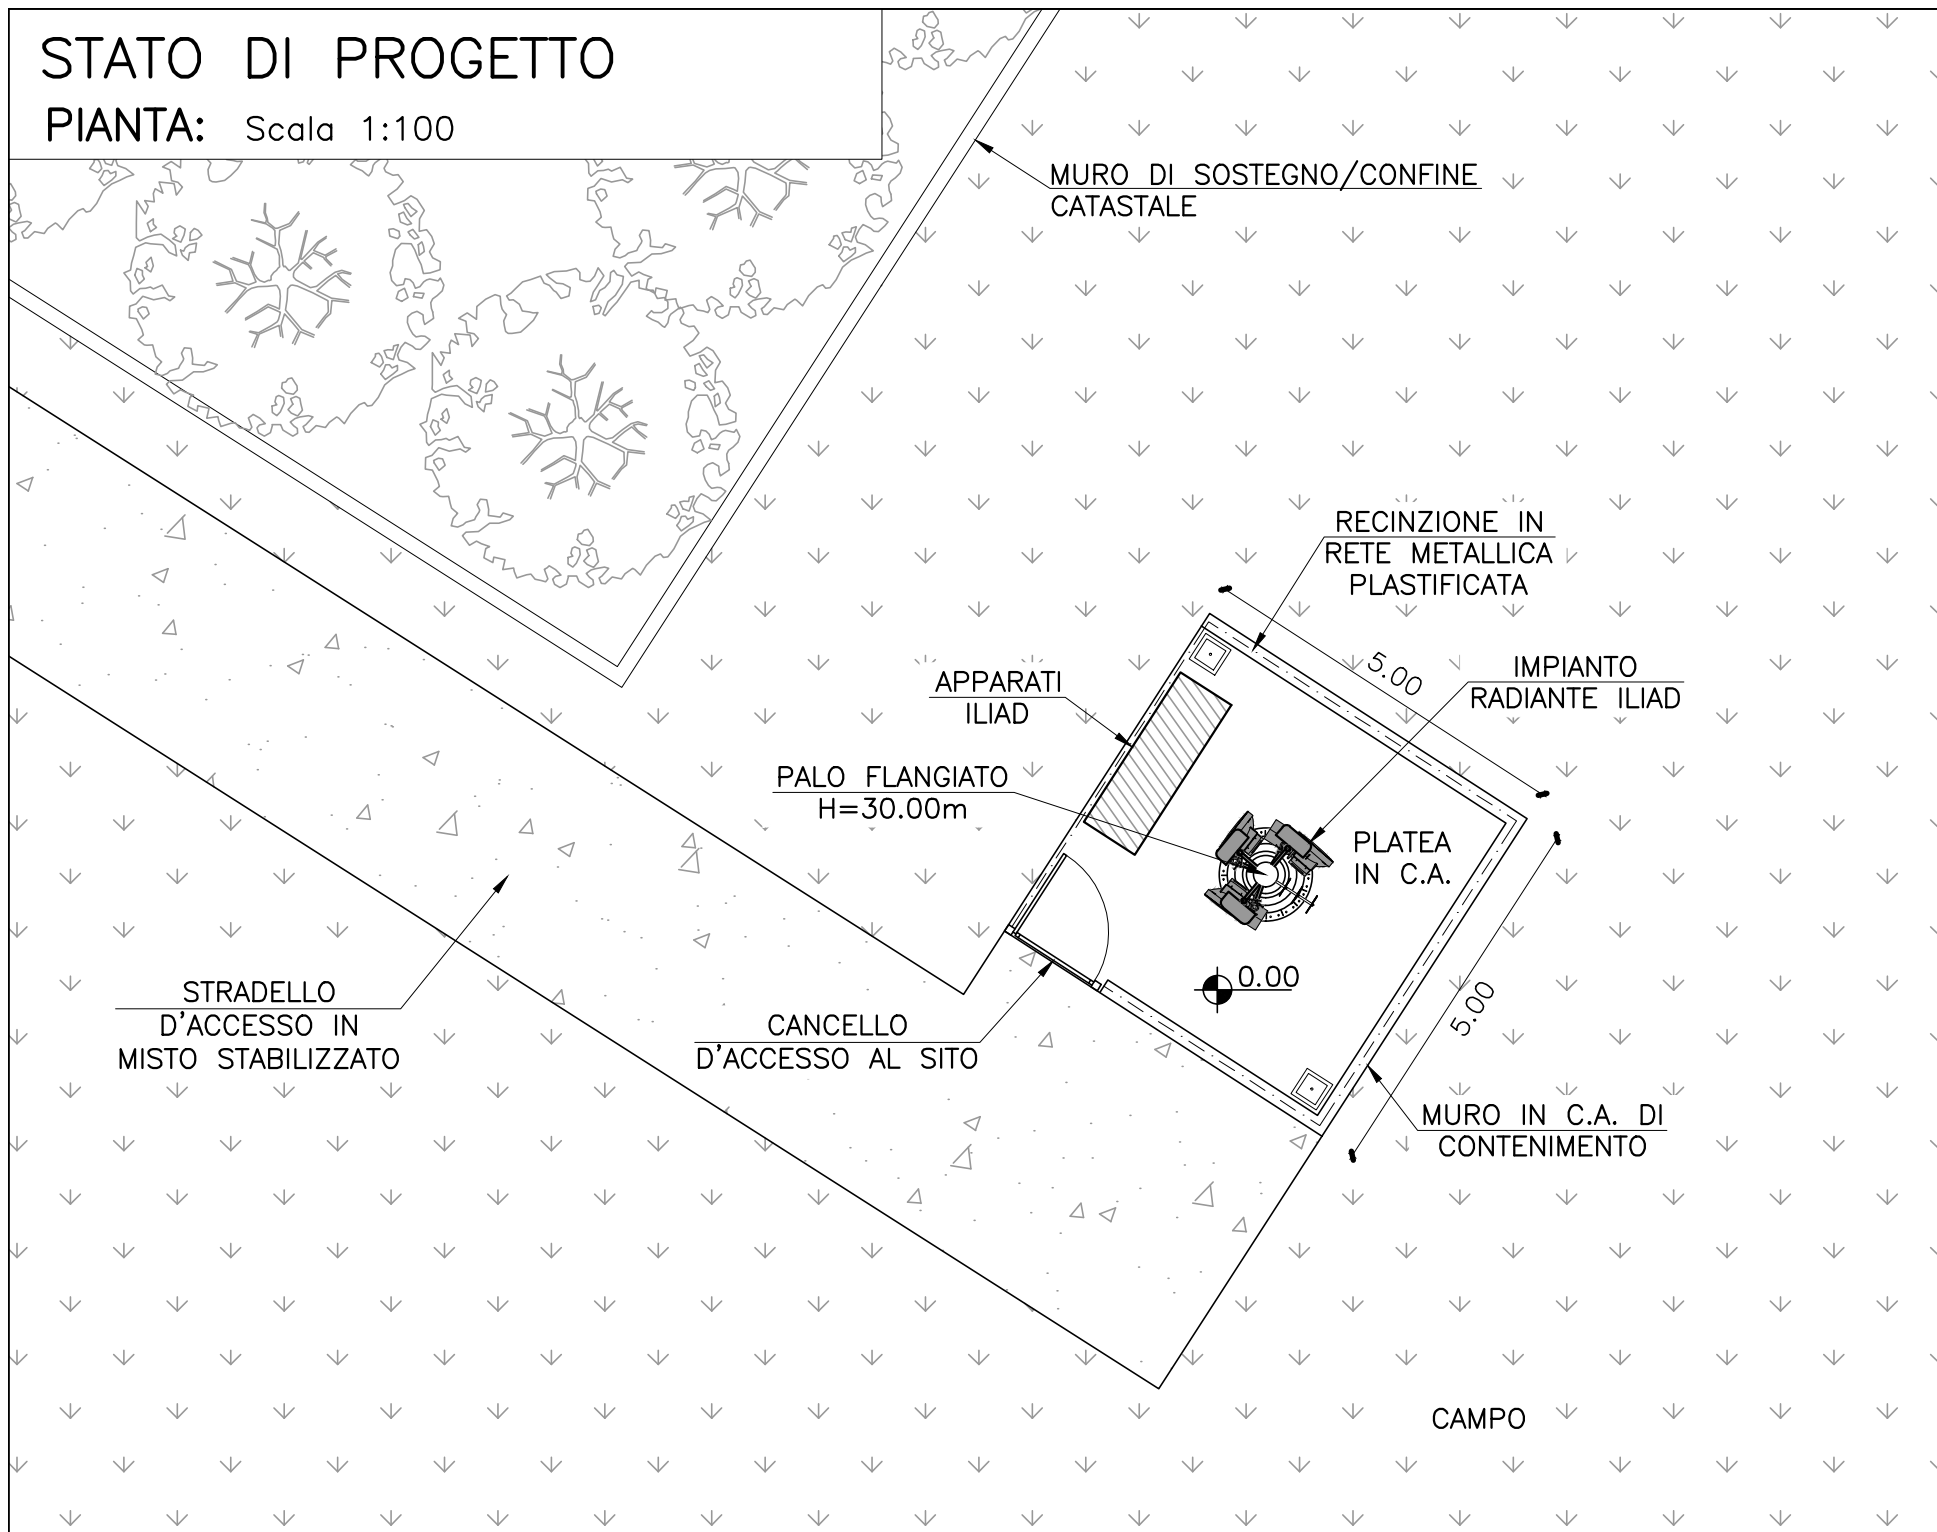 STATO DI PROGETTO
PIANTA: Scala 1:100
MURO DI SOSTEGNO/CONFINE
CATASTALE
RECINZIONE IN
RETE METALLICA
PLASTIFICATA
5.00
IMPIANTO
RADIANTE ILIAD
APPARATI
ILIAD
PALO FLANGIATO
H=30.00m
PLATEA
IN C.A.
0.00
5.00
STRADELLO
D'ACCESSO IN
MISTO STABILIZZATO
CANCELLO
D'ACCESSO AL SITO
MURO IN C.A. DI
CONTENIMENTO
CAMPO